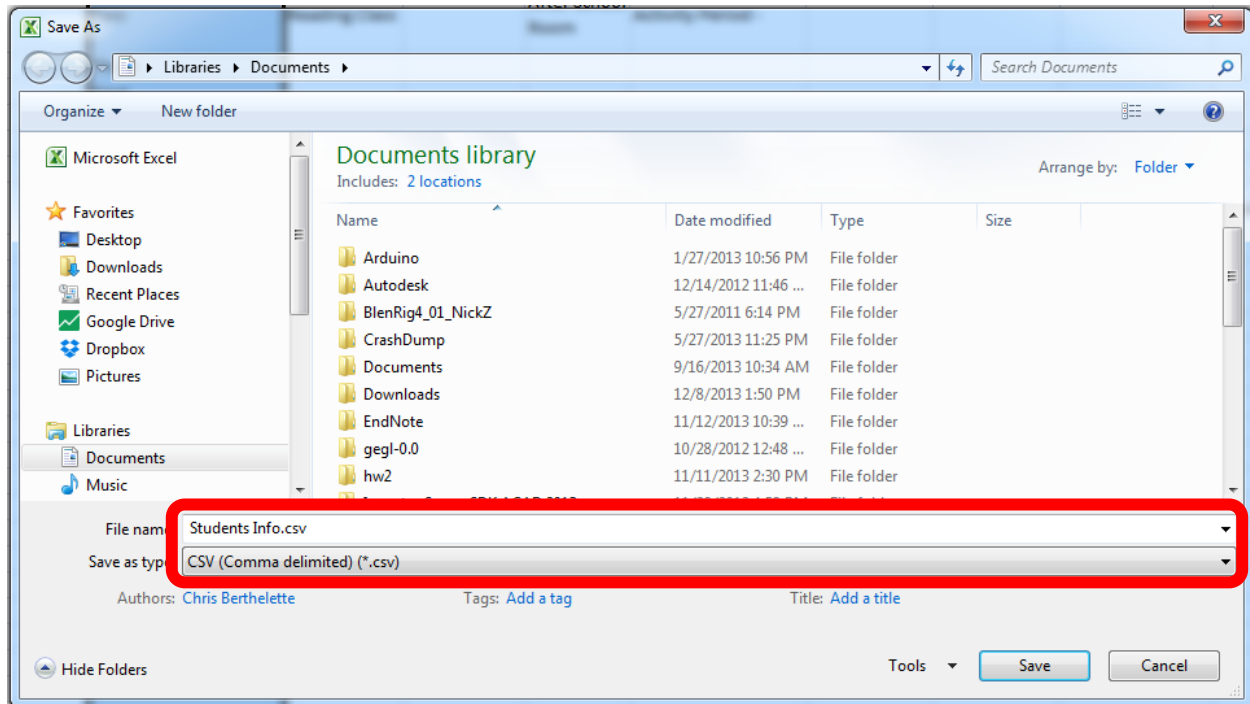 After School
Reading Class
Activity Period -
Room
Save As
Libraries Documents
Search Documents
Organize New folder
Microsoft Excel
Favorites
Desktop
Downloads
Recent Places
Google Drive
Dropbox
Pictures
Libraries
Documents
Music
Documents library
Includes: 2 locations
Arrange by: Folder
Name Date modified Type Size
Arduino 1/27/2013 10:56 PM File folder
Autodesk 12/14/2012 11:46 ... File folder
BlenRig4_01_NickZ 5/27/2011 6:14 PM File folder
CrashDump 5/27/2013 11:25 PM File folder
Documents 9/16/2013 10:34 AM File folder
Downloads 12/8/2013 1:50 PM File folder
EndNote 11/12/2013 10:39 ... File folder
gegl-0.0 10/28/2012 12:48 ... File folder
hw2 11/11/2013 2:30 PM File folder
File name Students Info.csv
Save as type CSV (Comma delimited) (*.csv)
Authors: Chris Berthelette Tags: Add a tag Title: Add a title
Hide Folders Tools Save Cancel